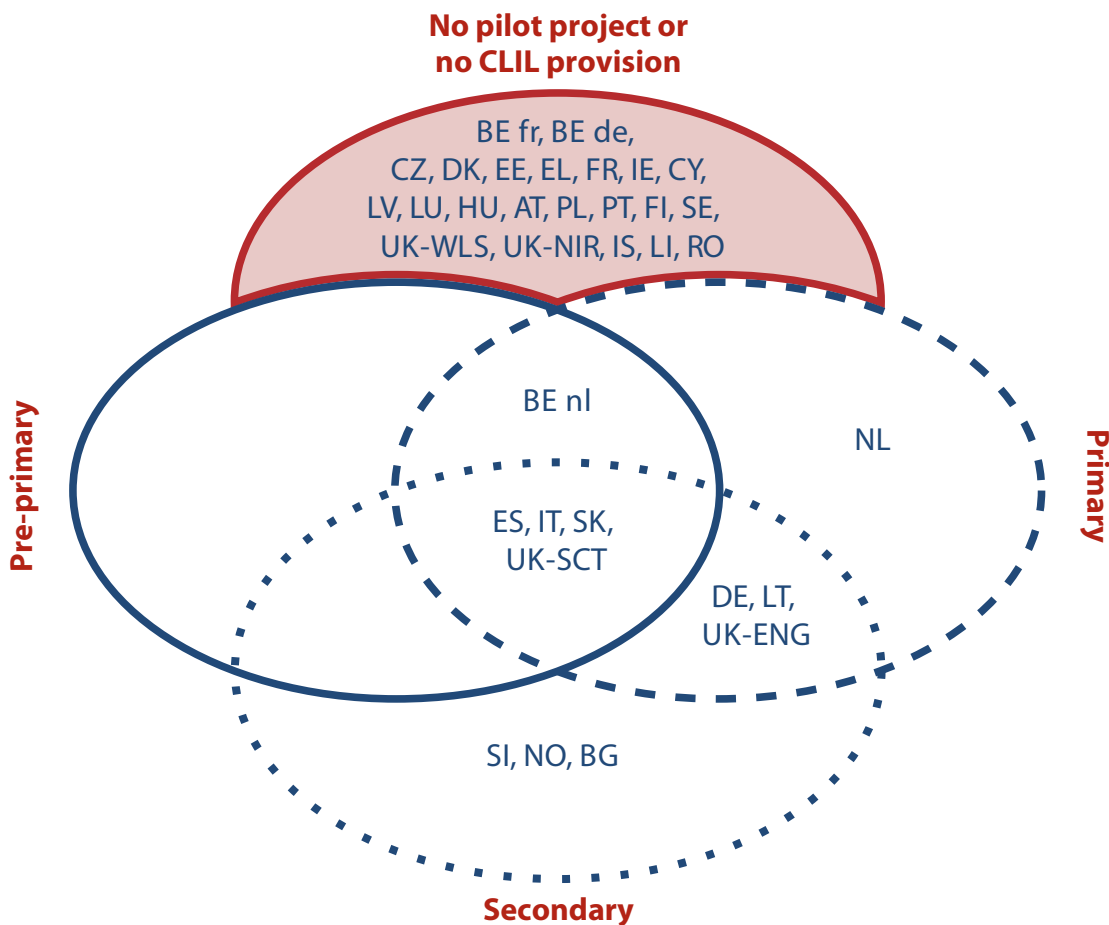 No pilot project or
no CLIL provision
BE fr, BE de,
CZ, DK, EE, EL, FR, IE, CY,
LV, LU, HU, AT, PL, PT, FI, SE,
UK-WLS, UK-NIR, IS, LI, RO
BE nl
NL
Pre-primary
Primary
ES, IT, SK,
UK-SCT
DE, LT,
UK-ENG
SI, NO, BG
Secondary